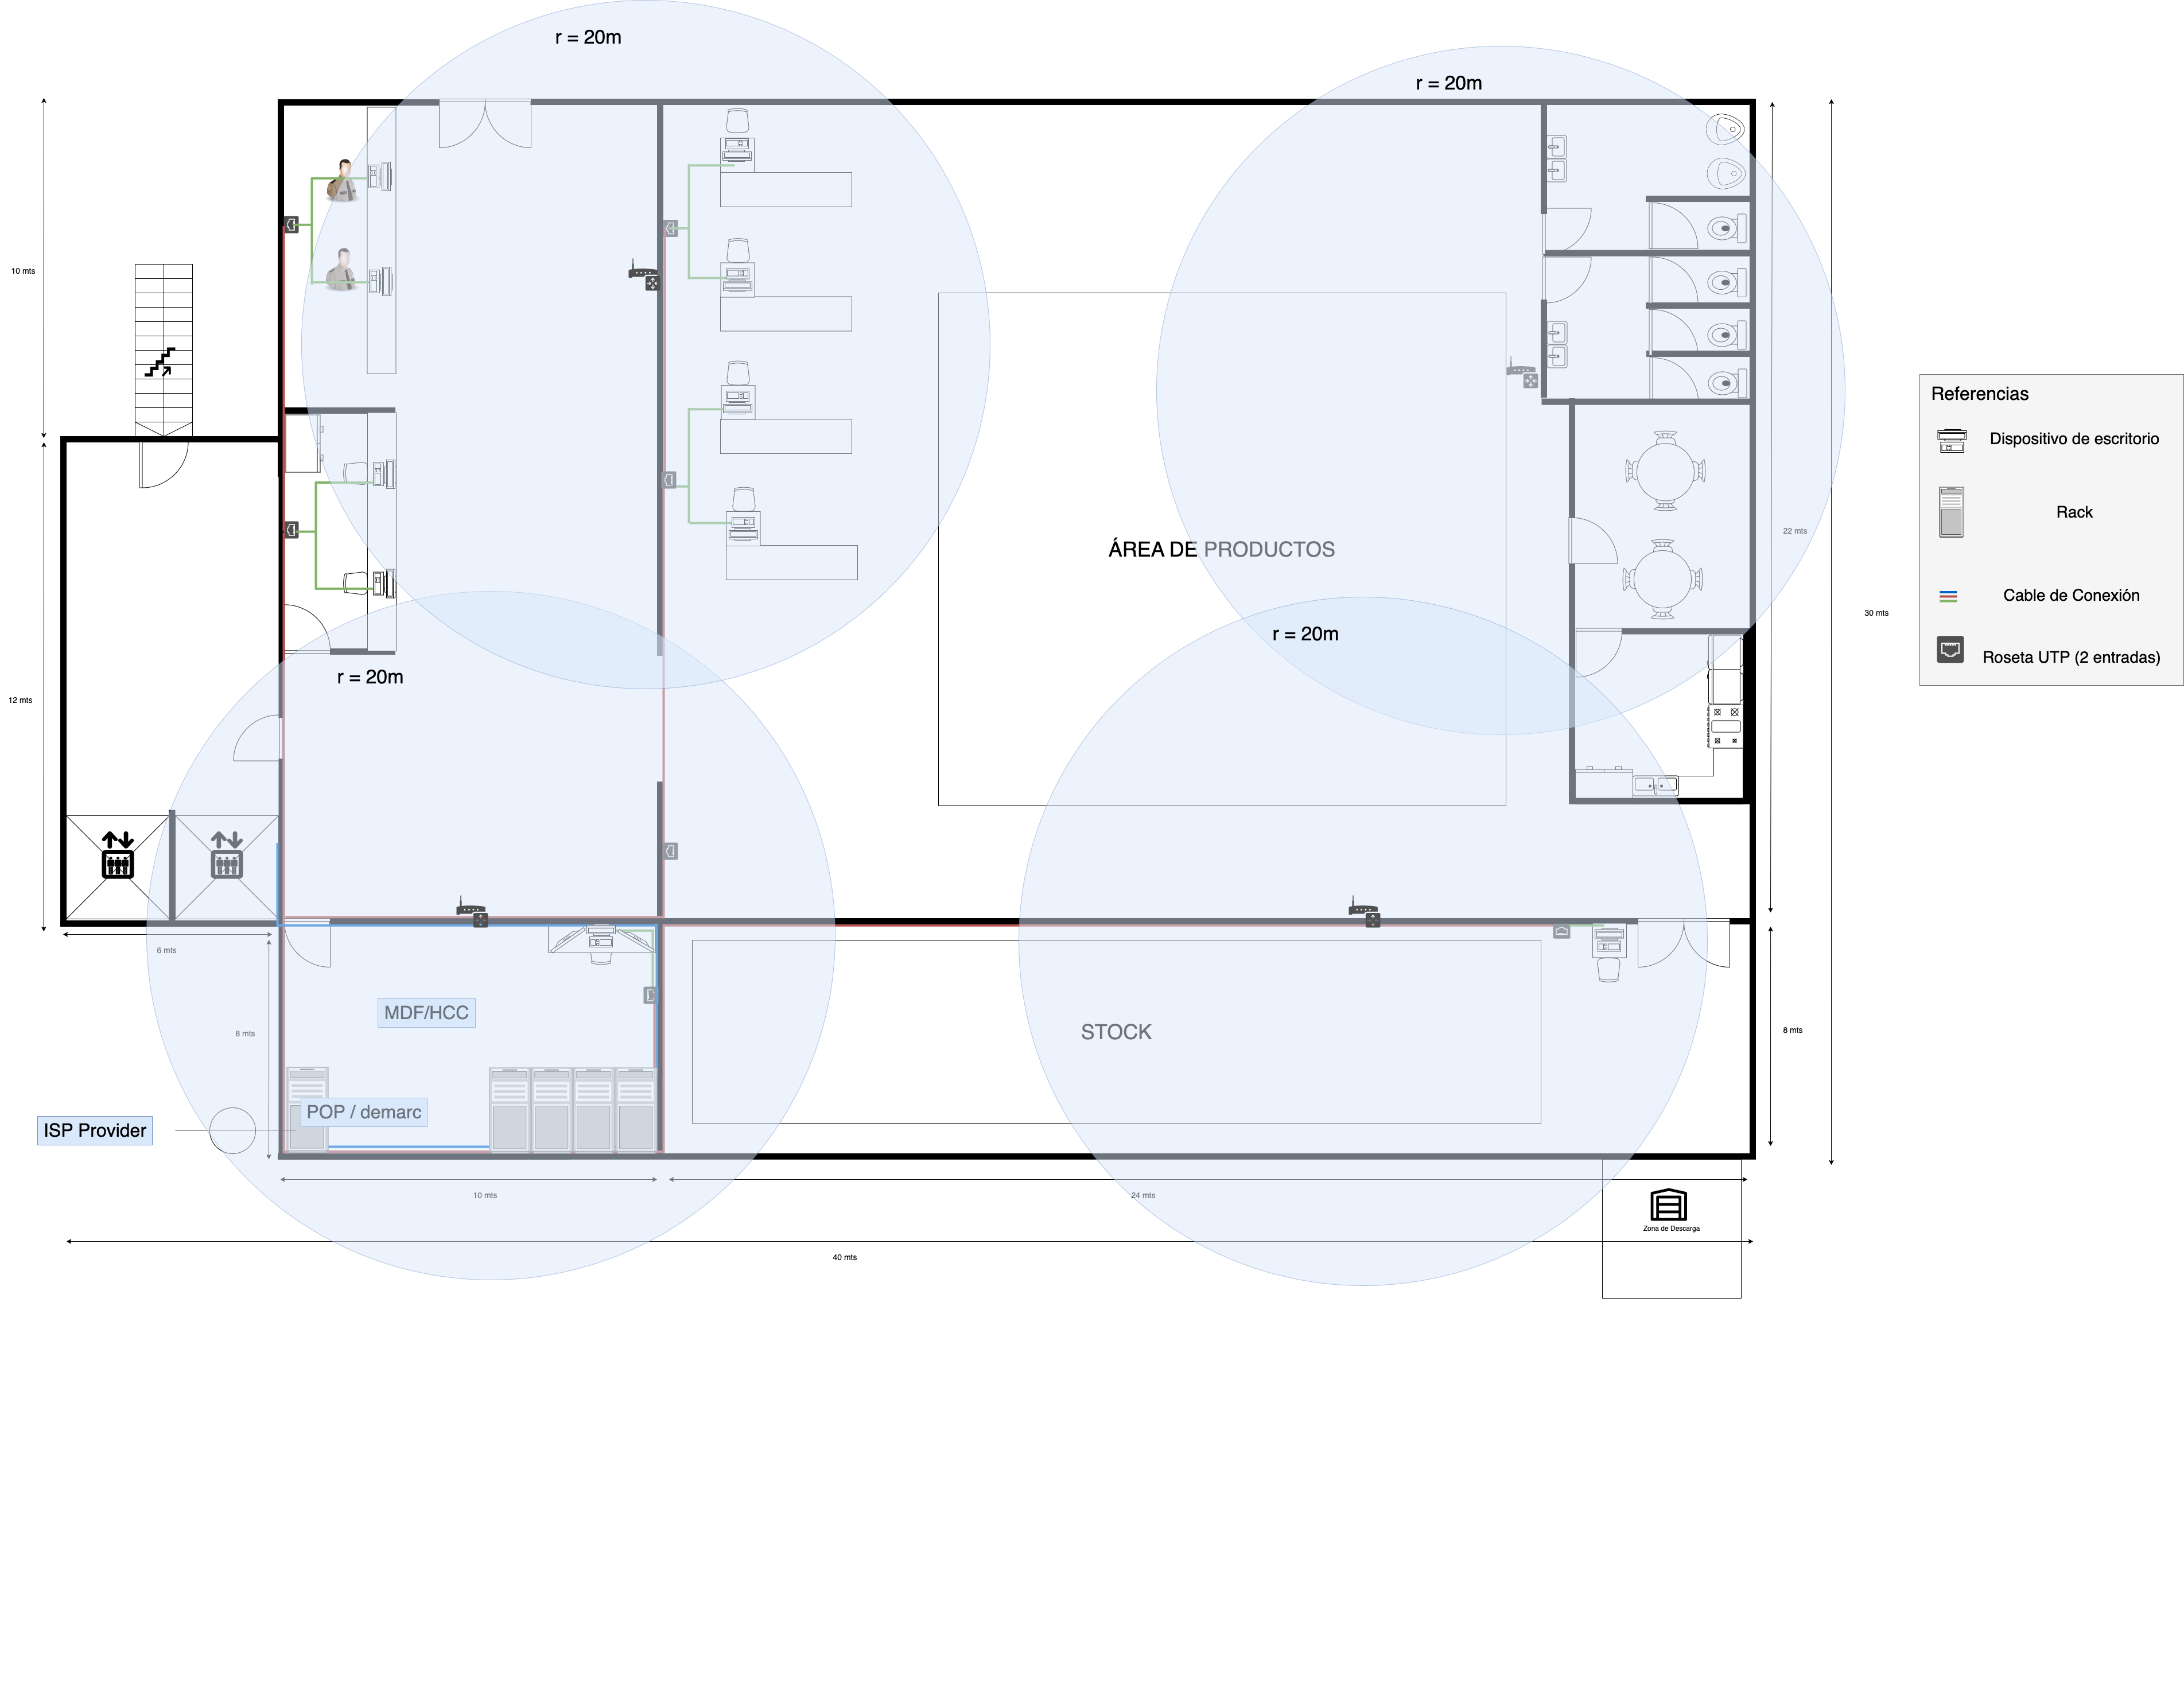 r = 20m
r = 20m
10 mts
Referencias
Dispositivo de escritorio
Rack
22 mts
ÁREA DE PRODUCTOS
Cable de Conexión
30 mts
r = 20m
Roseta UTP (2 entradas)
r = 20m
12 mts
6 mts
MDF/HCC
8 mts
STOCK
8 mts
POP / demarc
ISP Provider
10 mts
24 mts
Zona de Descarga
40 mts